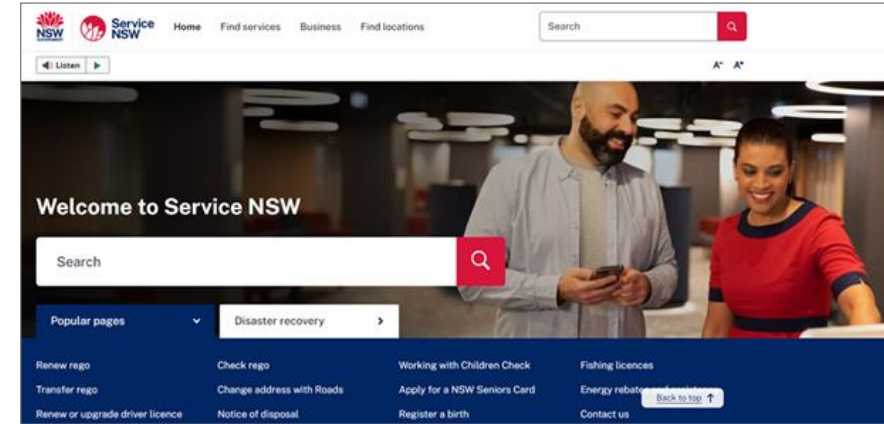 NSW
GOVERNMENT
Service
NSW
Home Find services Business Find locations
Search
Listen
A- A+
Welcome to Service NSW
Search
Popular pages Disaster recovery
Renew rego Check rego Working with Children Check Fishing licences
Transfer rego Change address with Roads Apply for a NSW Seniors Card Energy rebates
Back to top ↑
Renew or upgrade driver licence Notice of disposal Register a birth Contact us